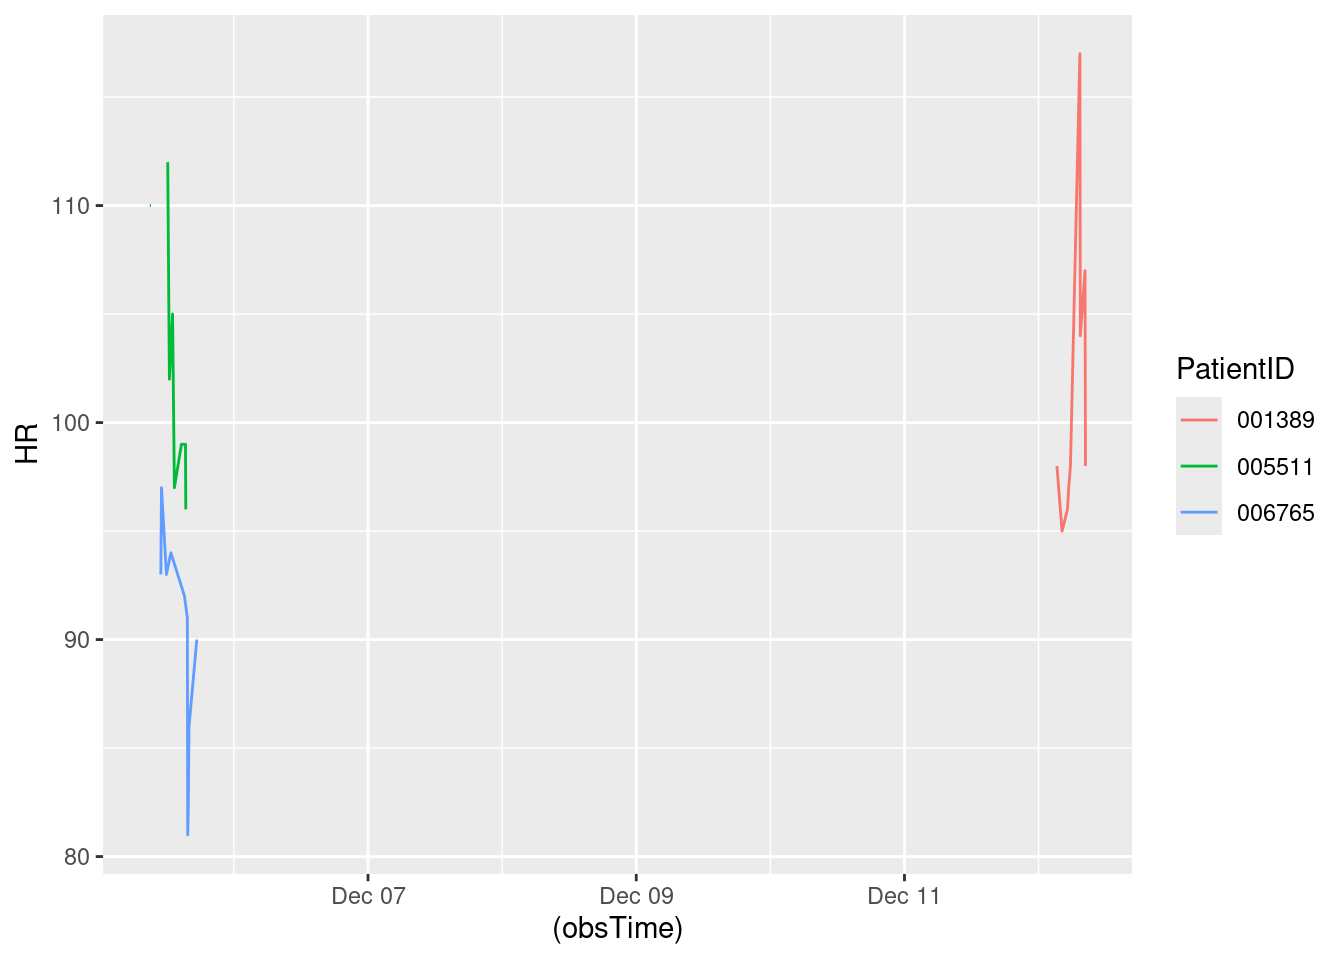 HR
110
100
90
80
Dec 07
Dec 09
Dec 11
(obsTime)
PatientID
001389
005511
006765